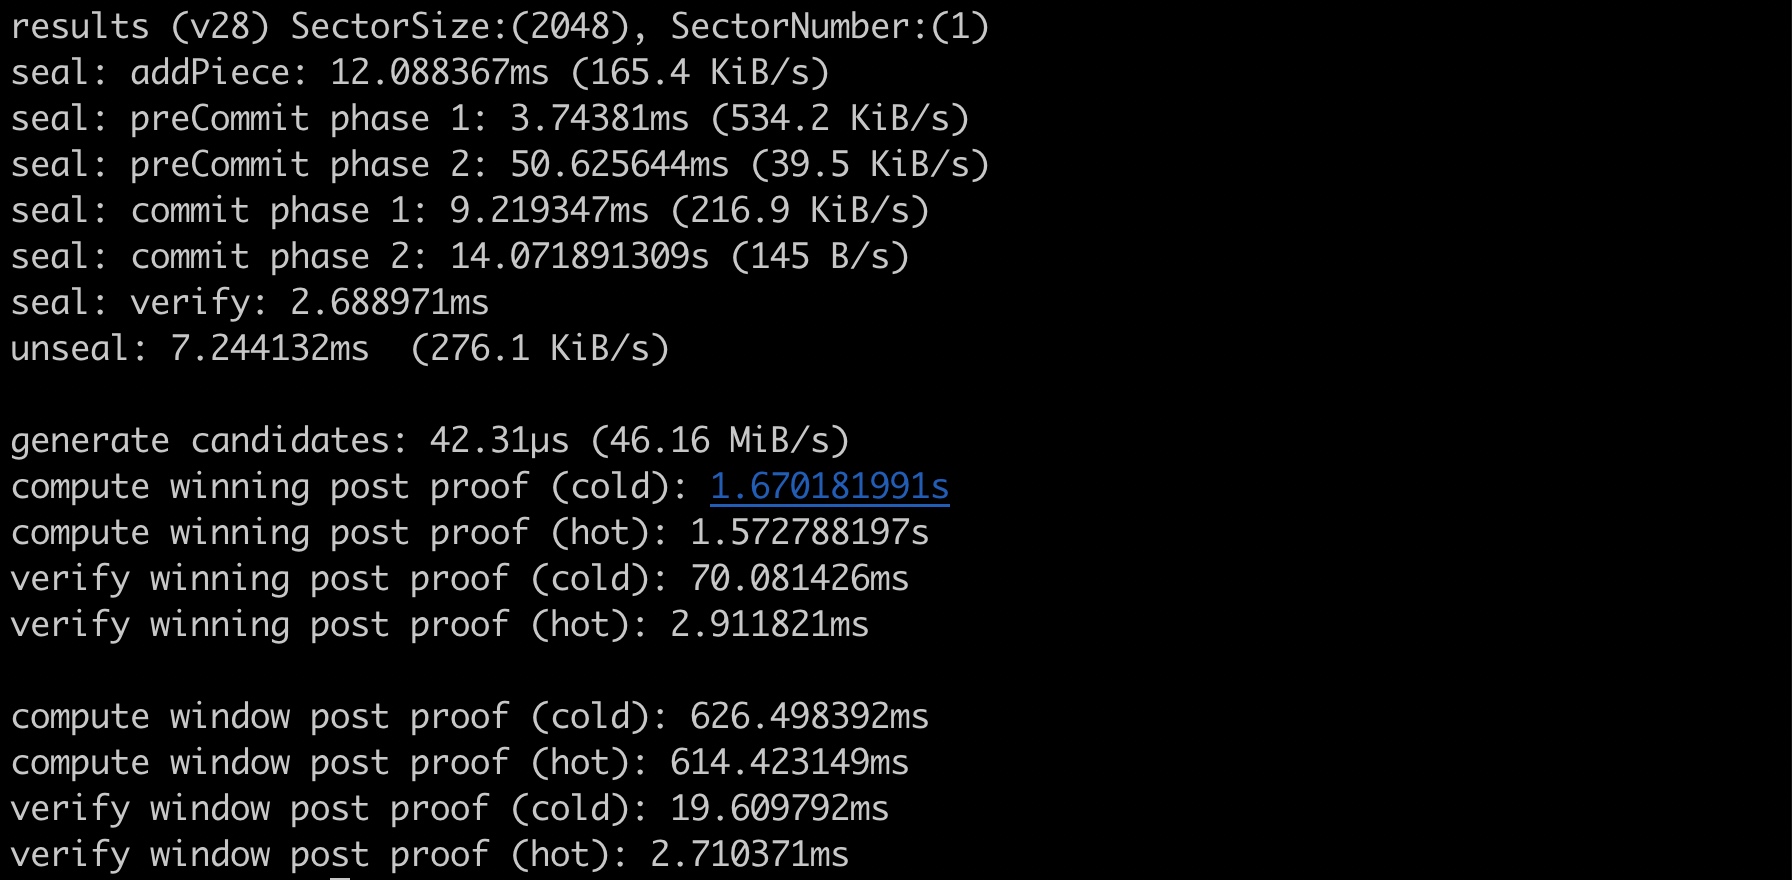 results (v28) SectorSize:(2048), SectorNumber:(1)
seal: addPiece: 12.088367ms (165.4 KiB/s)
seal: preCommit phase 1: 3.74381ms (534.2 KiB/s)
seal: preCommit phase 2: 50.625644ms (39.5 KiB/s)
seal: commit phase 1: 9.219347ms (216.9 KiB/s)
seal: commit phase 2: 14.071891309s (145 B/s)
seal: verify: 2.688971ms
unseal: 7.244132ms  (276.1 KiB/s)
generate candidates: 42.31µs (46.16 MiB/s)
compute winning post proof (cold): 1.670181991s
compute winning post proof (hot): 1.572788197s
verify winning post proof (cold): 70.081426ms
verify winning post proof (hot): 2.911821ms
compute window post proof (cold): 626.498392ms
compute window post proof (hot): 614.423149ms
verify window post proof (cold): 19.609792ms
verify window post proof (hot): 2.710371ms